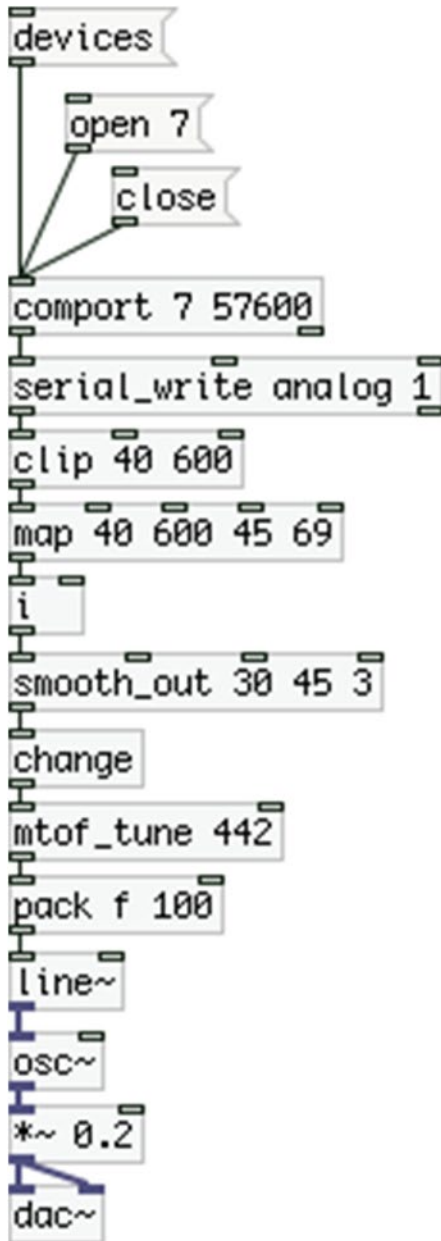 devices
open 7
close
comport 7 57600
serial_write analog 1
clip 40 600
map 40 600 45 69
i
smooth_out 30 45 3
change
mtof_tune 442
pack f 100
line~
osc~
*~ 0.2
dac~